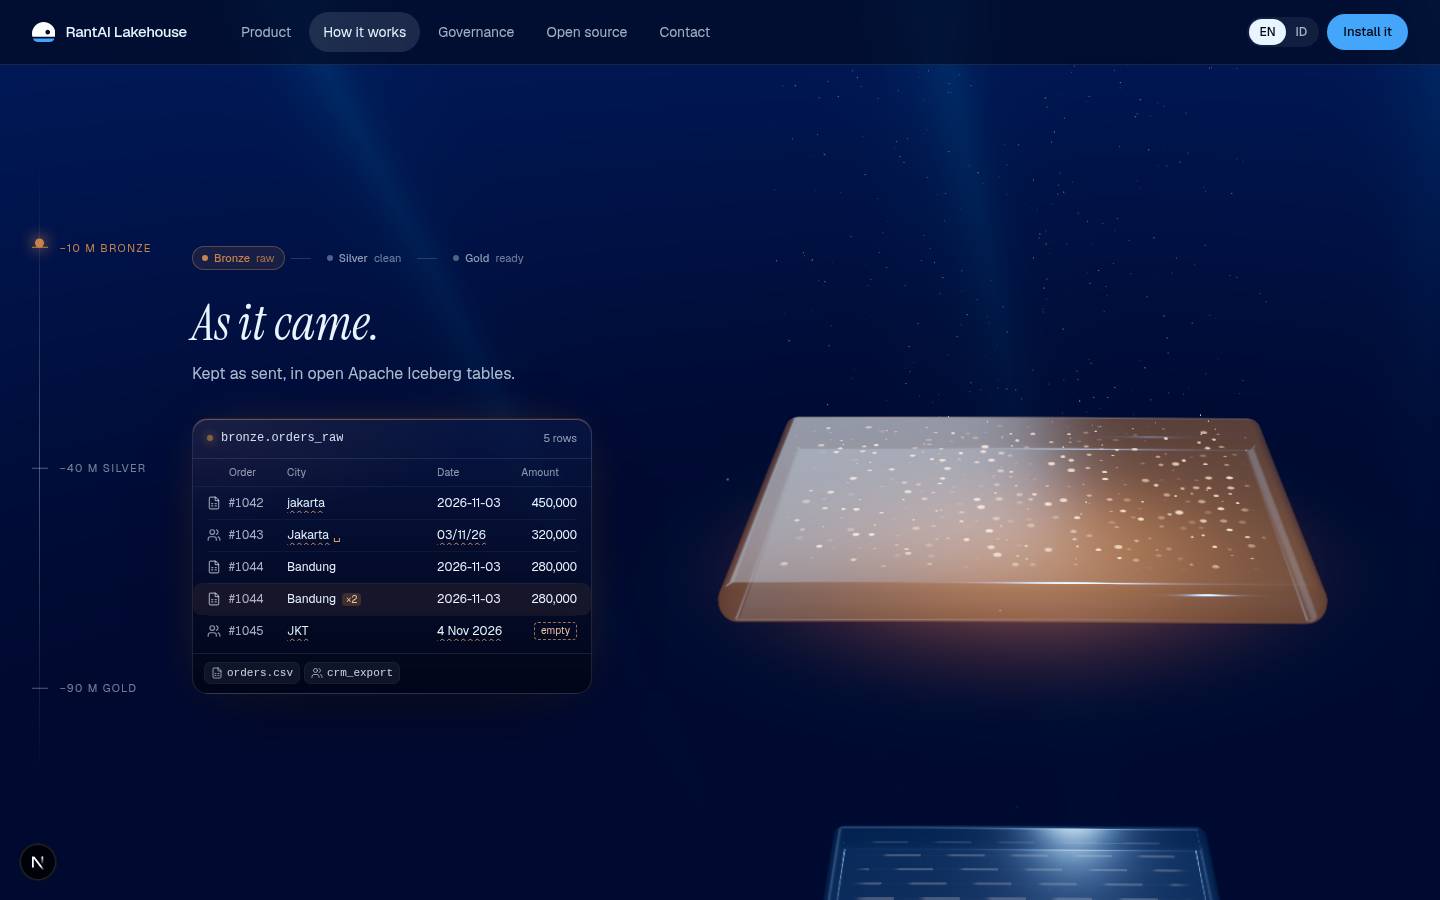 RantAI Lakehouse
Product
How it works
Governance
Open source
Contact
EN
ID
Install it
−10 M BRONZE
−40 M SILVER
−90 M GOLD
Bronze raw
Silver clean
Gold ready
As it came.
Kept as sent, in open Apache Iceberg tables.
bronze.orders_raw
5 rows
Order City Date Amount
#1042 jakarta 2026-11-03 450,000
#1043 Jakarta ␣ 03/11/26 320,000
#1044 Bandung 2026-11-03 280,000
#1044 Bandung ×2 2026-11-03 280,000
#1045 JKT 4 Nov 2026 empty
orders.csv
crm_export
N